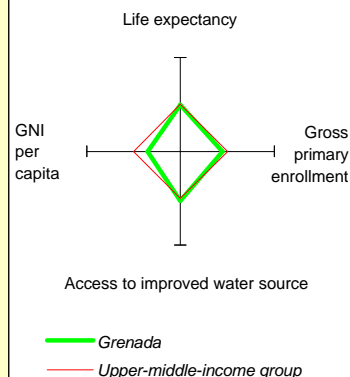 Life expectancy
GNI
per
capita
Gross
primary
enrollment
Access to improved water source
Grenada
Upper-middle-income group